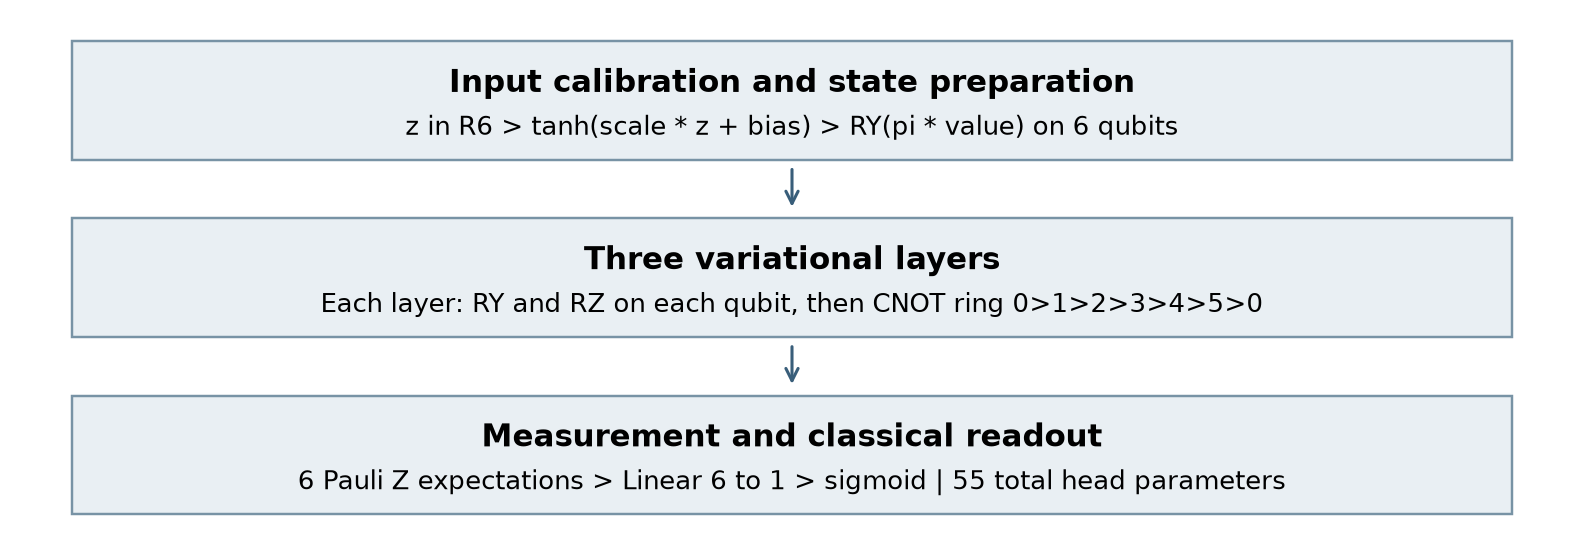 Input calibration and state preparation
z in R6 > tanh(scale * z + bias) > RY(pi * value) on 6 qubits
Three variational layers
Each layer: RY and RZ on each qubit, then CNOT ring 0>1>2>3>4>5>0
Measurement and classical readout
6 Pauli Z expectations > Linear 6 to 1 > sigmoid | 55 total head parameters